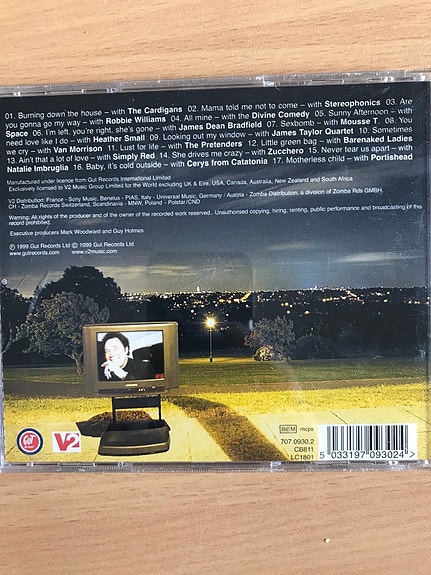 01. Burning down the house – with The Cardigans 02. Mama told me not to come – with Stereophonics 03. Are
you gonna go my way – with Robbie Williams 04. All mine – with the Divine Comedy 05. Sunny Afternoon – with
Space 06. I'm left, you're right, she's gone – with James Dean Bradfield 07. Sexbomb – with Mousse T. 08. You
need love like I do – with Heather Small 09. Looking out my window – with James Taylor Quartet 10. Sometimes
we cry – with Van Morrison 11. Lust for life – with The Pretenders 12. Little green bag – with Barenaked Ladies
13. Ain't that a lot of love – with Simply Red 14. She drives me crazy – with Zucchero 15. Never tear us apart – with
Natalie Imbruglia 16. Baby, it's cold outside – with Cerys from Catatonia 17. Motherless child – with Portishead
Manufactured under licence from Gut Records International Limited
Exclusively licensed to V2 Music Group Limited for the World excluding UK & Eire, USA, Canada, Australia, New Zealand and South Africa
V2 Distribution: France - Sony Music, Benelux - PIAS, Italy - Universal Music, Germany / Austria - Zomba Distribution, a division of Zomba Rds GMBH,
CH - Zomba Records Switzerland, Scandinavia - MNW, Poland - Polstar/CND
Warning: All rights of the producer and of the owner of the recorded work reserved. Unauthorised copying, hiring, renting, public performance and broadcasting of this
record prohibited.
Executive producers Mark Woodward and Guy Holmes
℗ 1999 Gut Records Ltd © 1999 Gut Records Ltd
www.gutrecords.com www.v2music.com
GUT
V2
BIEM mcps
707.0930.2
CB811
LC1801
5 033197 093024 >